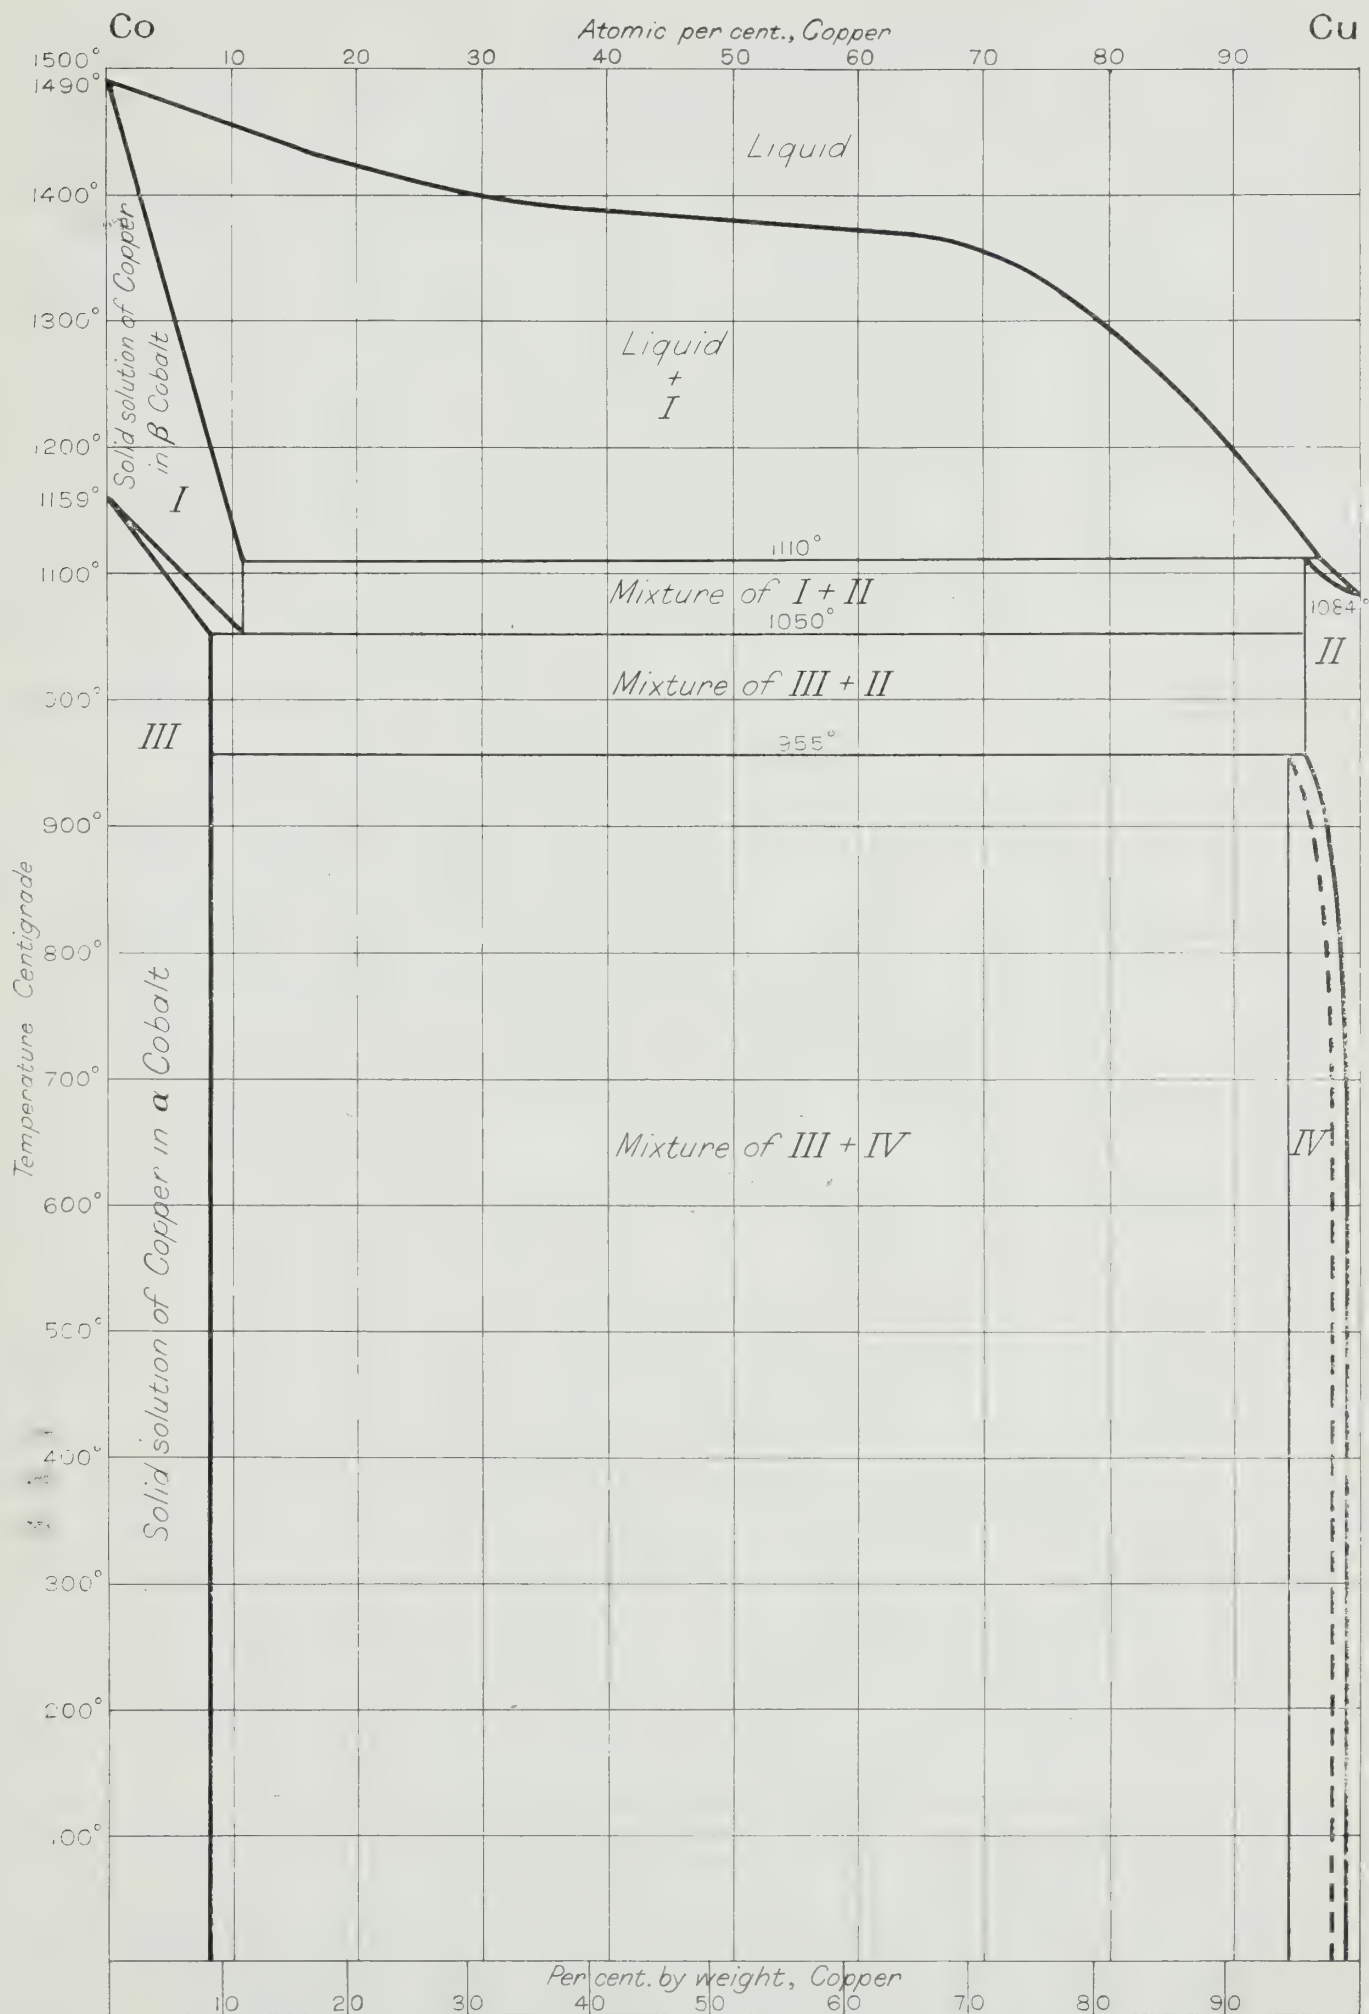 Co
Cu
Atomic per cent., Copper
10 20 30 40 50 60 70 80 90
1500°
1490°
1400°
1300°
1200°
1159°
1100°
900°
800°
700°
600°
500°
400°
300°
200°
Temperature Centigrade
Liquid
Solid solution of Copper
in β Cobalt
I
Liquid
+
I
1110°
Mixture of I + II
1050°
1084°
II
Mixture of III + II
III
955°
Solid solution of Copper in α Cobalt
Mixture of III + IV
IV
Per cent. by weight, Copper
10 20 30 40 50 60 70 80 90